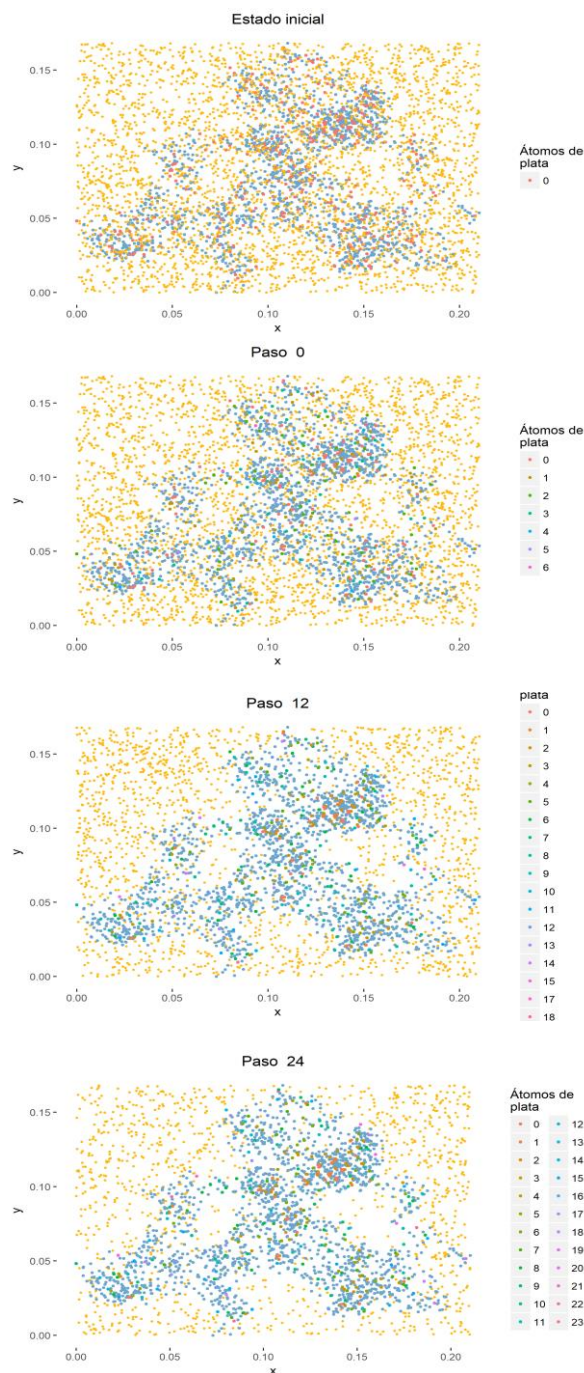 Estado inicial
0.15
0.10
0.05
0.00
y
0.00 0.05 0.10 0.15 0.20
x
Átomos de
plata
0
Paso 0
0.15
0.10
0.05
0.00
y
0.00 0.05 0.10 0.15 0.20
x
Átomos de
plata
0
1
2
3
4
5
6
Paso 12
0.15
0.10
0.05
0.00
y
0.00 0.05 0.10 0.15 0.20
x
plata
0
1
2
3
4
5
6
7
8
9
10
11
12
13
14
15
17
18
Paso 24
0.15
0.10
0.05
0.00
y
0.00 0.05 0.10 0.15 0.20
x
Átomos de
plata
0 12
1 13
2 14
3 15
4 16
5 17
6 18
7 19
8 20
9 21
10 22
11 23